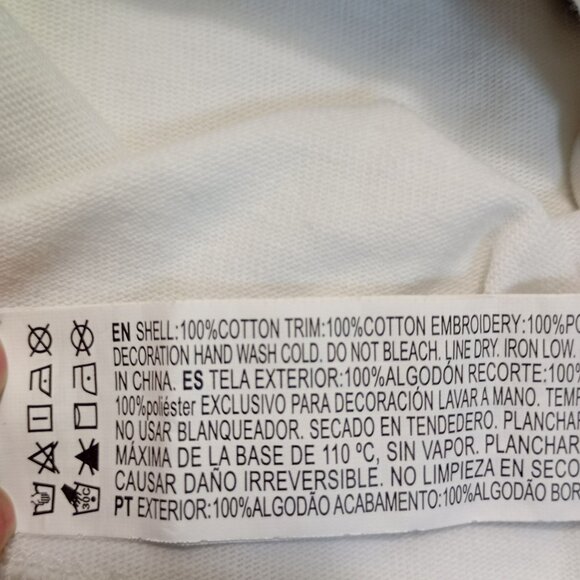 EN SHELL:100%COTTON TRIM:100%COTTON EMBROIDERY:100%PO
DECORATION HAND WASH COLD. DO NOT BLEACH. LINE DRY. IRON LOW.
IN CHINA. ES TELA EXTERIOR:100%ALGODÓN RECORTE:100%
100%poliéster EXCLUSIVO PARA DECORACIÓN LAVAR A MANO. TEMP
NO USAR BLANQUEADOR. SECADO EN TENDEDERO. PLANCHAR
MÁXIMA DE LA BASE DE 110 ºC, SIN VAPOR. PLANCHAR
CAUSAR DAÑO IRREVERSIBLE. NO LIMPIEZA EN SECO
30C
PT EXTERIOR:100%ALGODÃO ACABAMENTO:100%ALGODÃO BOR